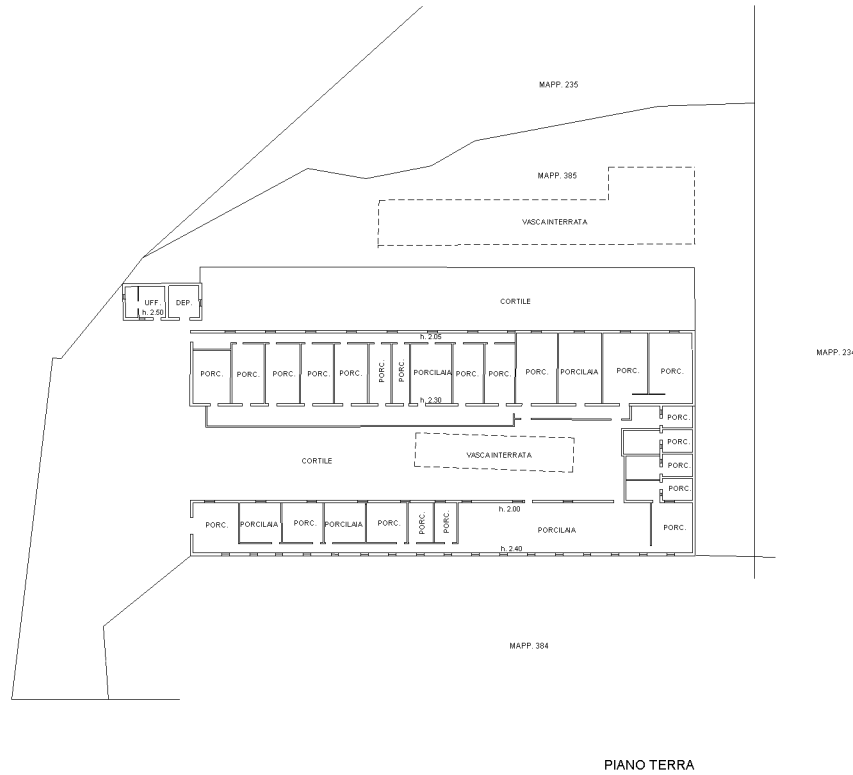 MAPP. 235
MAPP. 385
VASCA INTERRATA
CORTILE
UFF.
DEP.
h. 2.50
h. 2.05
MAPP. 234
PORC.
PORC.
PORC.
PORC.
PORC.
PORC.
PORC.
PORCILAIA
PORC.
PORC.
PORC.
PORCILAIA
PORC.
PORC.
h. 2.30
PORC.
PORC.
PORC.
PORC.
CORTILE
VASCA INTERRATA
h. 2.00
PORC.
PORCILAIA
PORC.
PORCILAIA
PORC.
PORC.
PORC.
PORCILAIA
PORC.
h. 2.40
MAPP. 384
PIANO TERRA